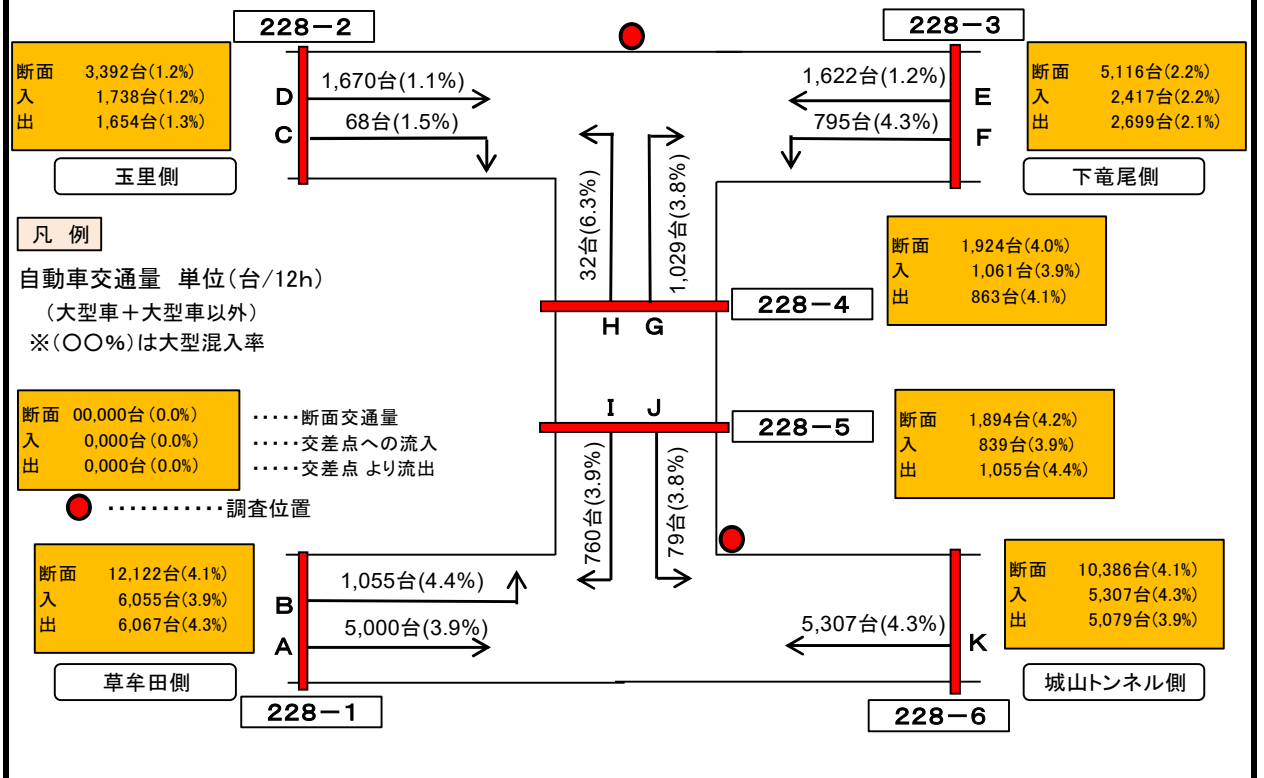 228-2
228-3
断面 3,392台(1.2%)
入 1,738台(1.2%)
出 1,654台(1.3%)
D
1,670台(1.1%)
C
68台(1.5%)
玉里側
1,622台(1.2%)
E
795台(4.3%)
F
断面 5,116台(2.2%)
入 2,417台(2.2%)
出 2,699台(2.1%)
下竜尾側
凡 例
自動車交通量 単位(台/12h)
(大型車+大型車以外)
※(○○%)は大型混入率
32台(6.3%)
1,029台(3.8%)
H G
228-4
断面 1,924台(4.0%)
入 1,061台(3.9%)
出 863台(4.1%)
断面 00,000台(0.0%) ‥‥‥断面交通量
入 0,000台(0.0%) ‥‥‥交差点への流入
出 0,000台(0.0%) ‥‥‥交差点 より流出
‥‥‥‥‥‥調査位置
I J
228-5
断面 1,894台(4.2%)
入 839台(3.9%)
出 1,055台(4.4%)
760台(3.9%)
79台(3.8%)
断面 12,122台(4.1%)
入 6,055台(3.9%)
出 6,067台(4.3%)
B
1,055台(4.4%)
A
5,000台(3.9%)
草牟田側
228-1
5,307台(4.3%)
K
断面 10,386台(4.1%)
入 5,307台(4.3%)
出 5,079台(3.9%)
城山トンネル側
228-6